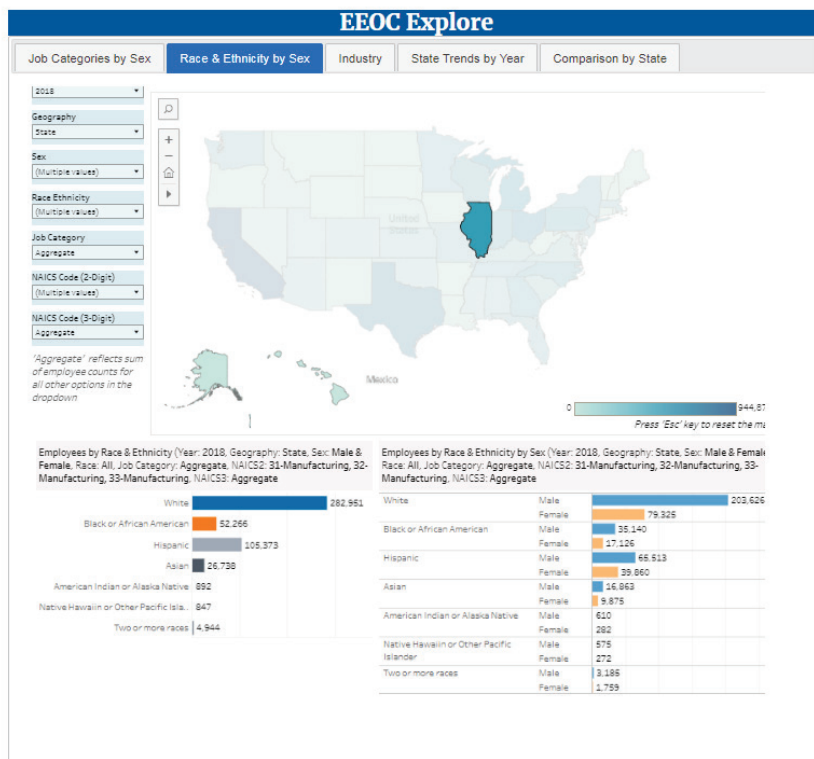 EEOC Explore
Job Categories by Sex
Race & Ethnicity by Sex
Industry
State Trends by Year
Comparison by State
2018
Geography
State
Sex
(Multiple values)
Race Ethnicity
(Multiple values)
Job Category
Aggregate
NAICS Code (2-Digit)
(Multiple values)
NAICS Code (3-Digit)
Aggregate
'Aggregate' reflects sum
of employee counts for
all other options in the
dropdown
United
States
Mexico
0
944,87
Press 'Esc' key to reset the ma
Employees by Race & Ethnicity (Year: 2018, Geography: State, Sex: Male &
Female, Race: All, Job Category: Aggregate, NAICS2: 31-Manufacturing, 32-
Manufacturing, 33-Manufacturing, NAICS3: Aggregate
White 282,951
Black or African American 52,266
Hispanic 105,373
Asian 26,738
American Indian or Alaska Native 892
Native Hawaiin or Other Pacific Isla.. 847
Two or more races 4,944
Employees by Race & Ethnicity by Sex (Year: 2018, Geography: State, Sex: Male & Female
Race: All, Job Category: Aggregate, NAICS2: 31-Manufacturing, 32-Manufacturing, 33-
Manufacturing, NAICS3: Aggregate
White Male 203,626
Female 79,325
Black or African American Male 35,140
Female 17,126
Hispanic Male 65,513
Female 39,860
Asian Male 16,863
Female 9,875
American Indian or Alaska Native Male 610
Female 282
Native Hawaiin or Other Pacific Male 575
Islander Female 272
Two or more races Male 3,185
Female 1,759